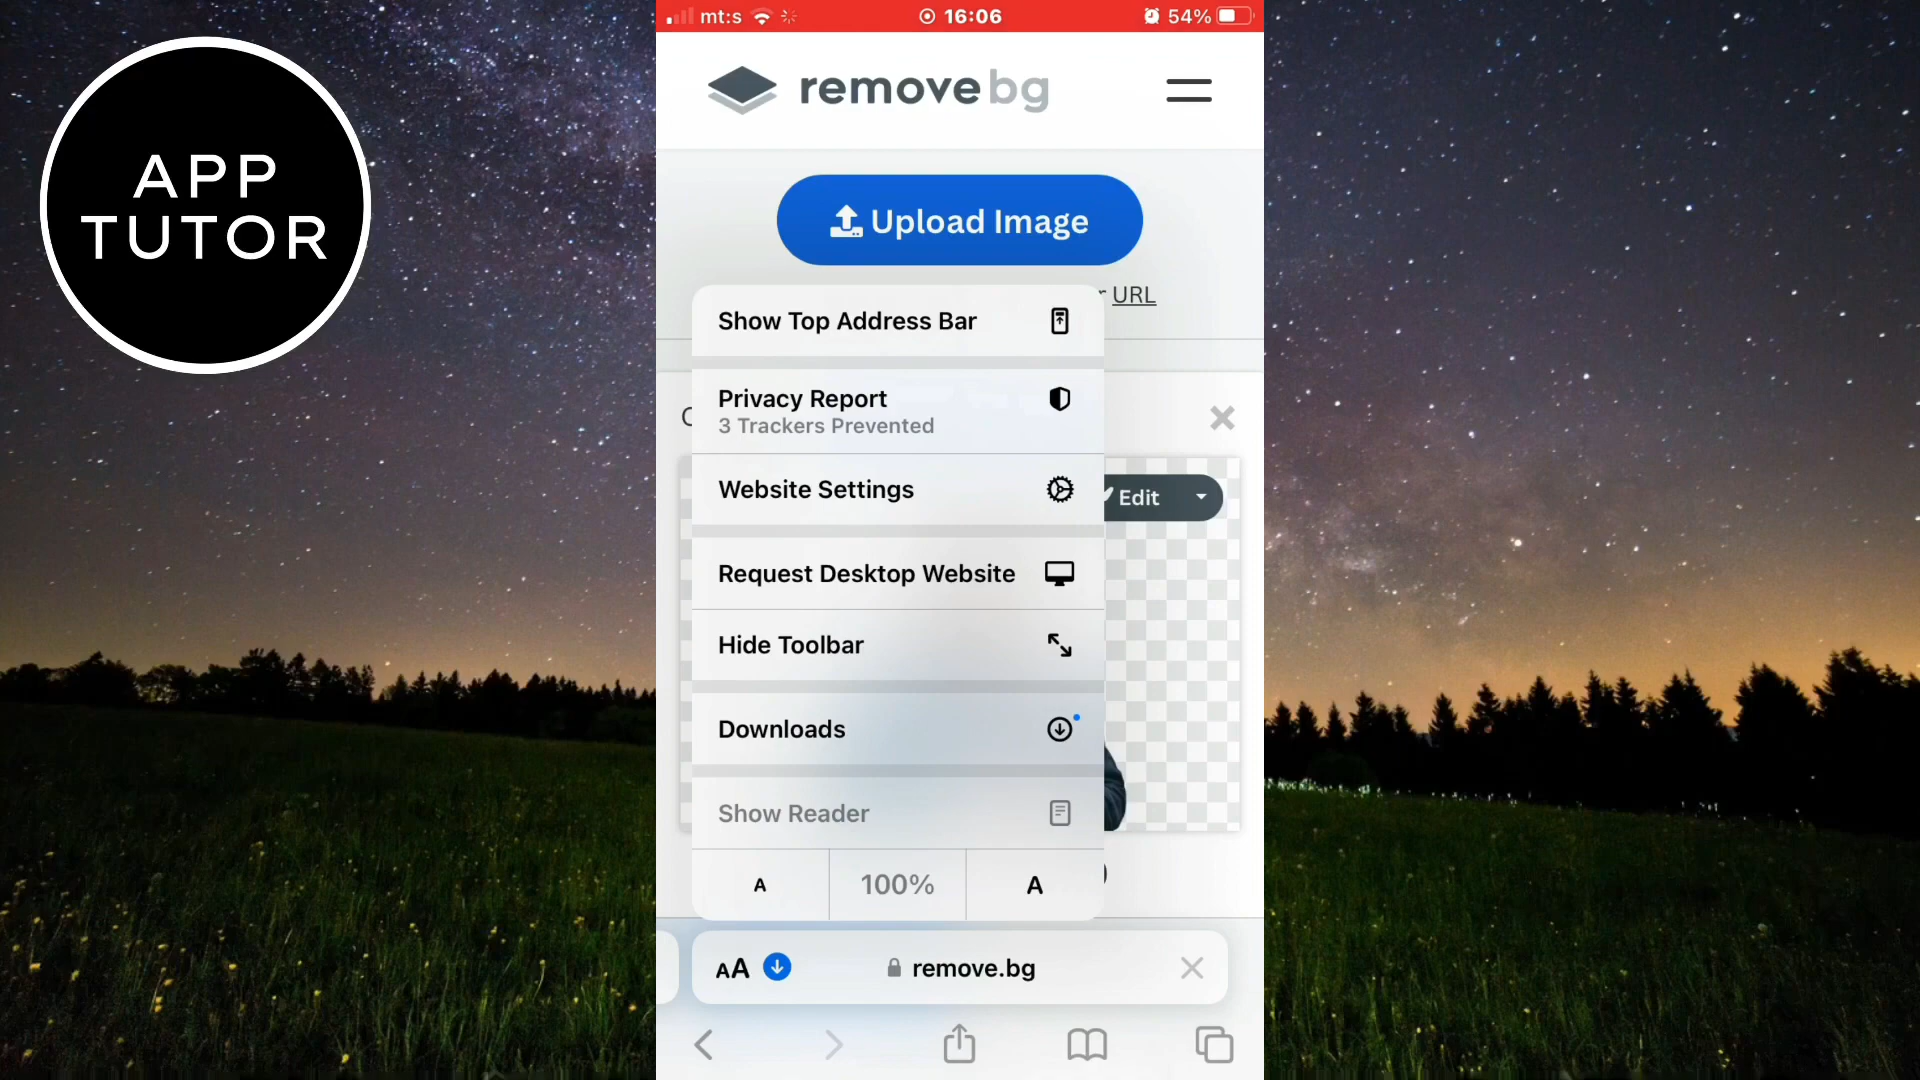 APP
TUTOR
mt:s
16:06
54%
remove bg
Upload Image
r URL
Show Top Address Bar
Privacy Report
3 Trackers Prevented
Website Settings
Edit
Request Desktop Website
Hide Toolbar
Downloads
Show Reader
A 100% A
AA remove.bg